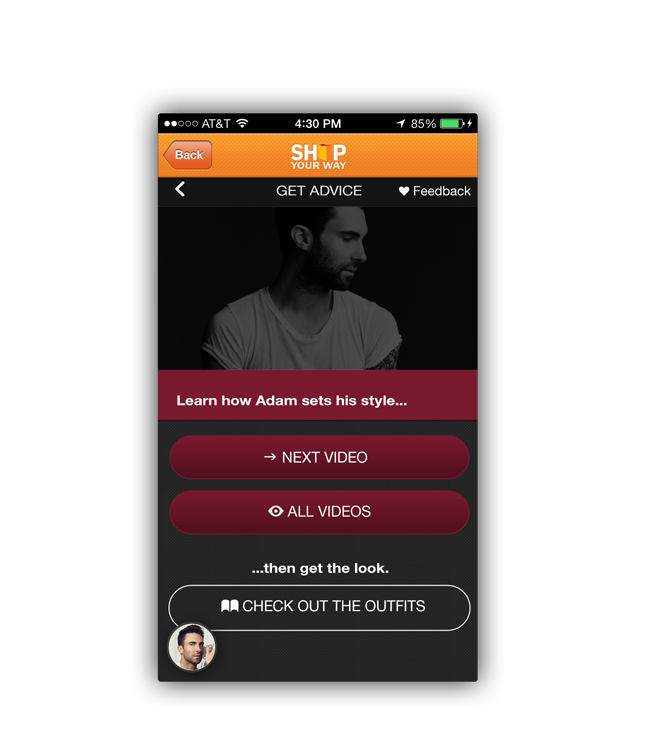 AT&T 4:30 PM 85%
Back
SHOP
YOUR WAY
GET ADVICE Feedback
Learn how Adam sets his style...
→ NEXT VIDEO
ALL VIDEOS
...then get the look.
CHECK OUT THE OUTFITS